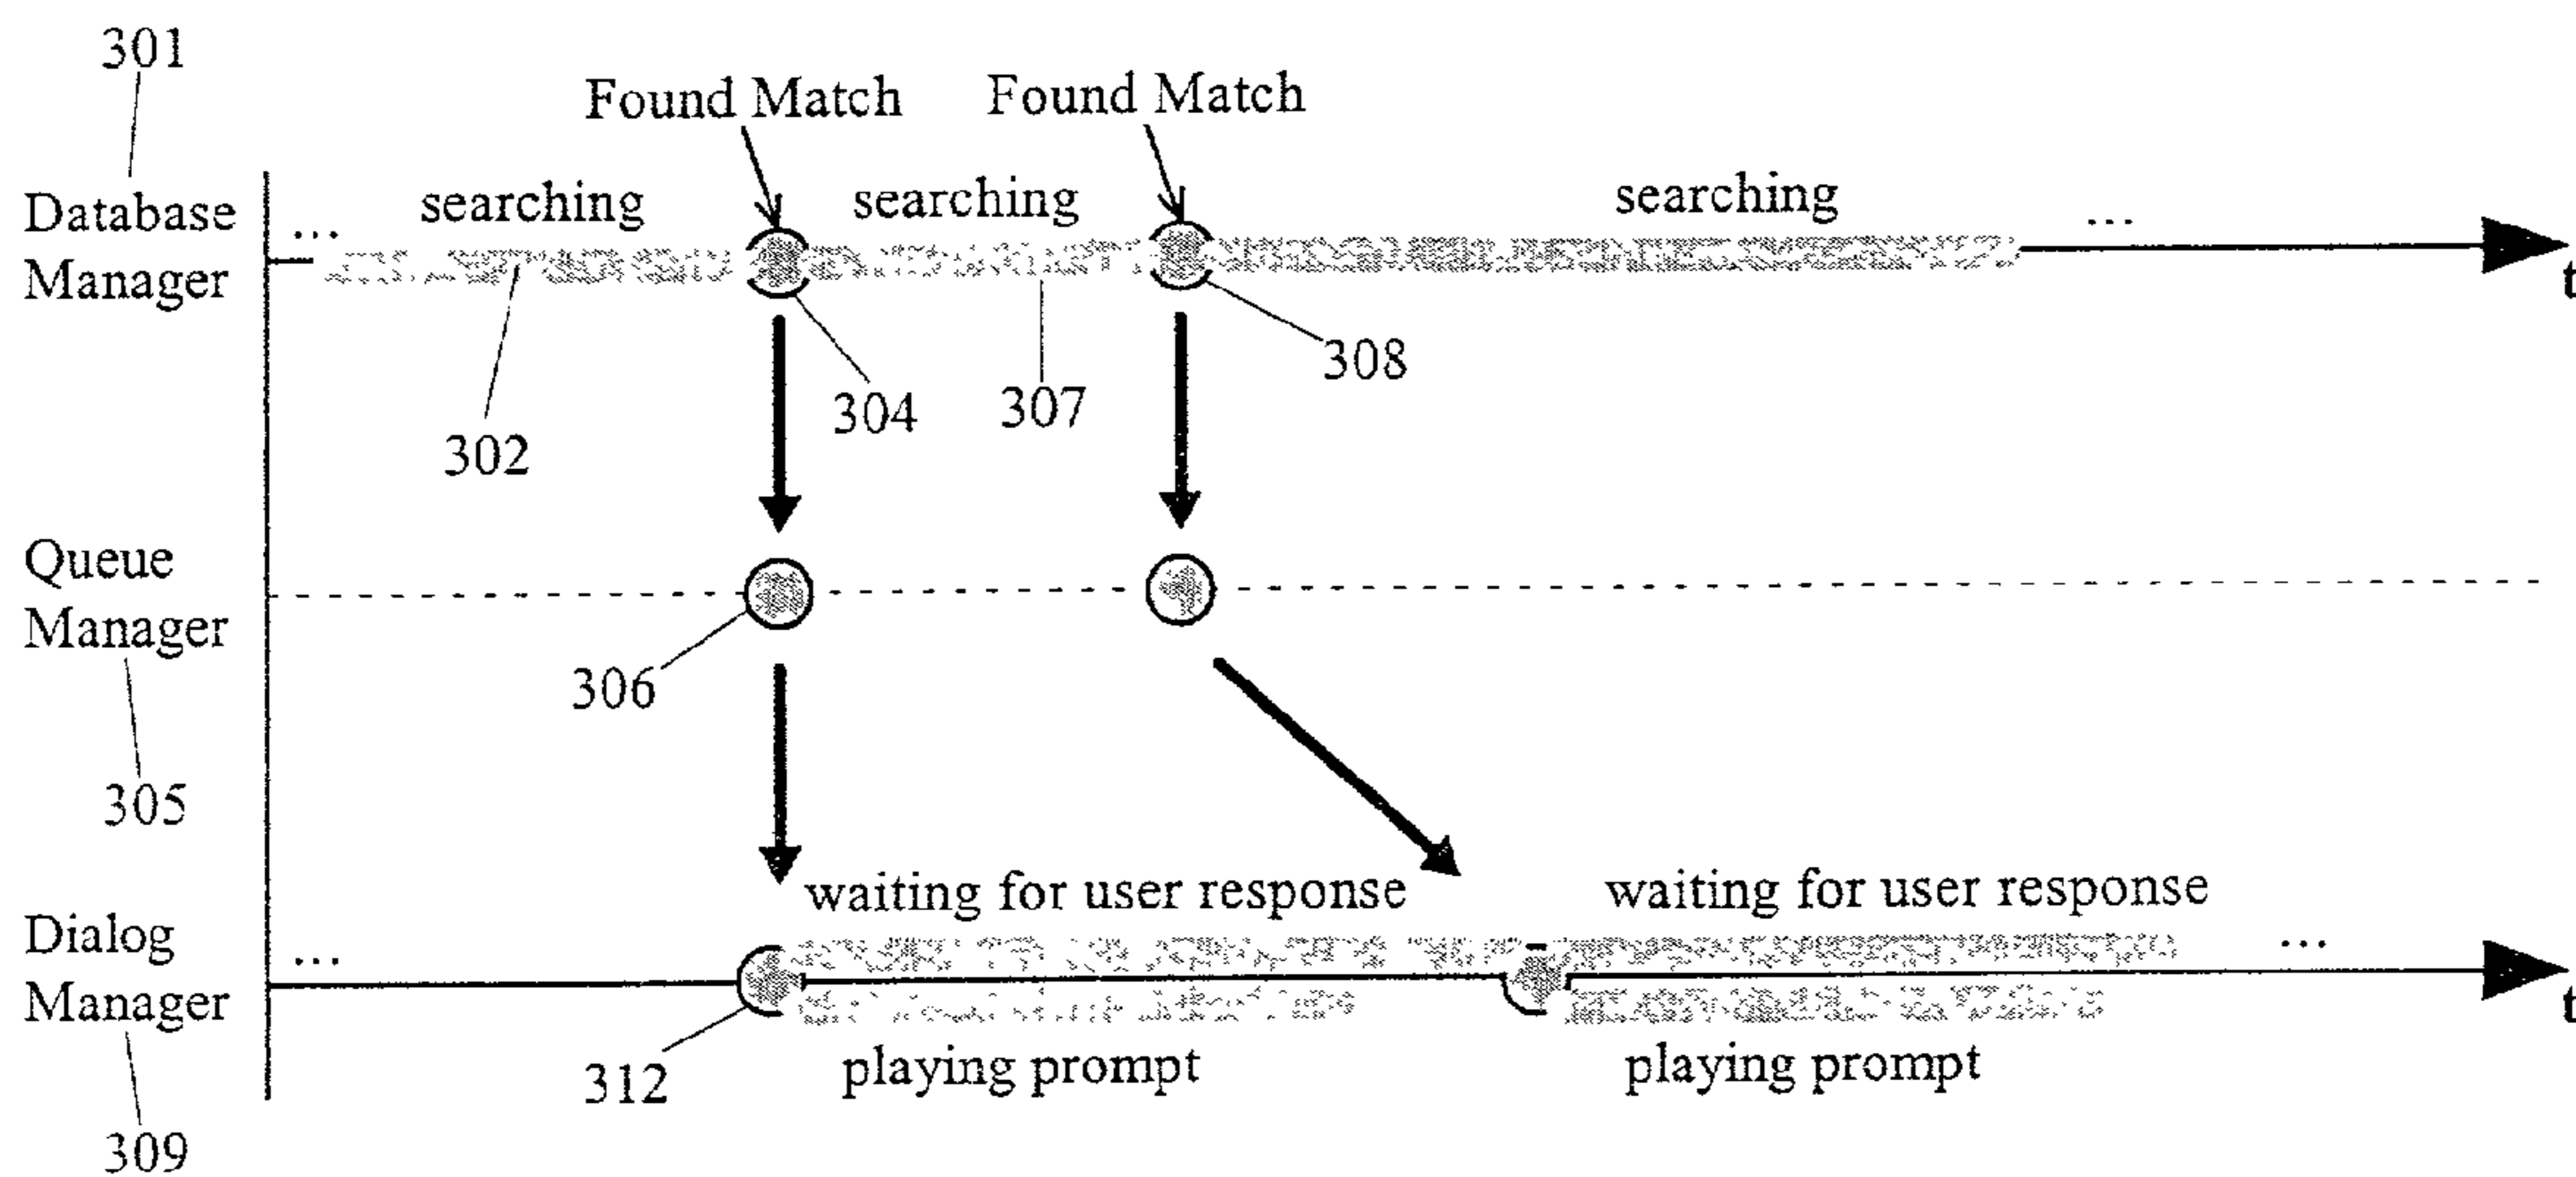 301
Found Match
Found Match
searching
searching
searching
Database
Manager
...
...
t
308
304
307
302
Queue
Manager
306
305
waiting for user response
waiting for user response
Dialog
Manager
...
...
t
312
playing prompt
playing prompt
309